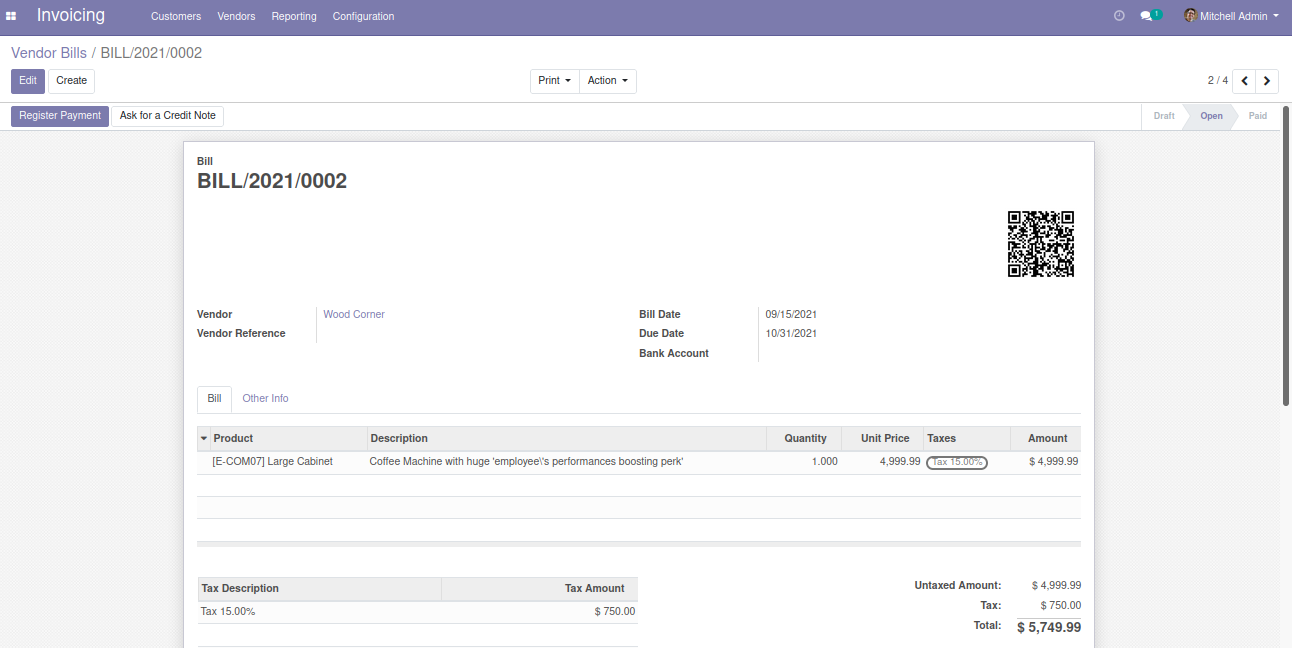 Invoicing Customers Vendors Reporting Configuration 1 Mitchell Admin
Vendor Bills / BILL/2021/0002
Edit Create Print Action 2 / 4
Register Payment Ask for a Credit Note Draft Open Paid
Bill
BILL/2021/0002
Vendor Wood Corner Bill Date 09/15/2021
Vendor Reference Due Date 10/31/2021
Bank Account
Bill Other Info
Product Description Quantity Unit Price Taxes Amount
[E-COM07] Large Cabinet Coffee Machine with huge 'employee\'s performances boosting perk' 1.000 4,999.99 Tax 15.00% $ 4,999.99
Tax Description Tax Amount Untaxed Amount: $ 4,999.99
Tax 15.00% $ 750.00 Tax: $ 750.00
Total: $ 5,749.99